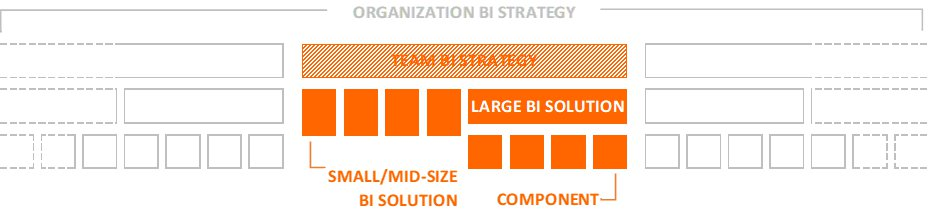 ORGANIZATION BI STRATEGY
TEAM BI STRATEGY
LARGE BI SOLUTION
SMALL/MID-SIZE
BI SOLUTION
COMPONENT